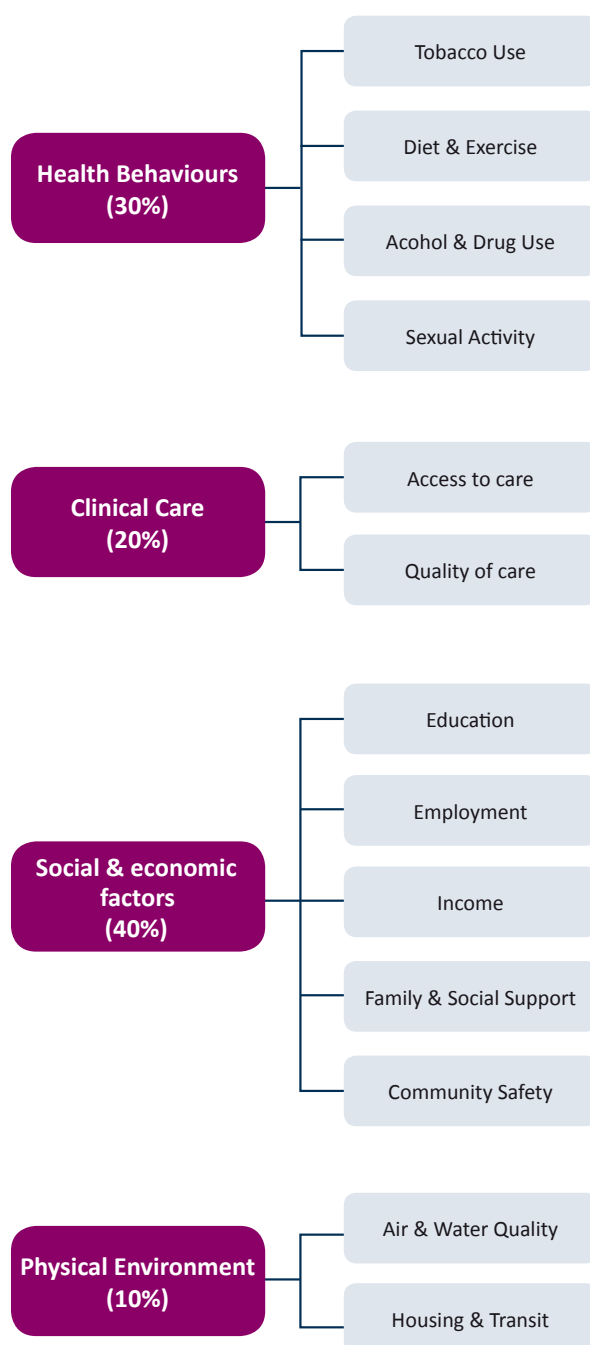 Tobacco Use
Diet & Exercise
Health Behaviours
(30%)
Acohol & Drug Use
Sexual Activity
Access to care
Clinical Care
(20%)
Quality of care
Education
Employment
Social & economic
factors
(40%)
Income
Family & Social Support
Community Safety
Air & Water Quality
Physical Environment
(10%)
Housing & Transit